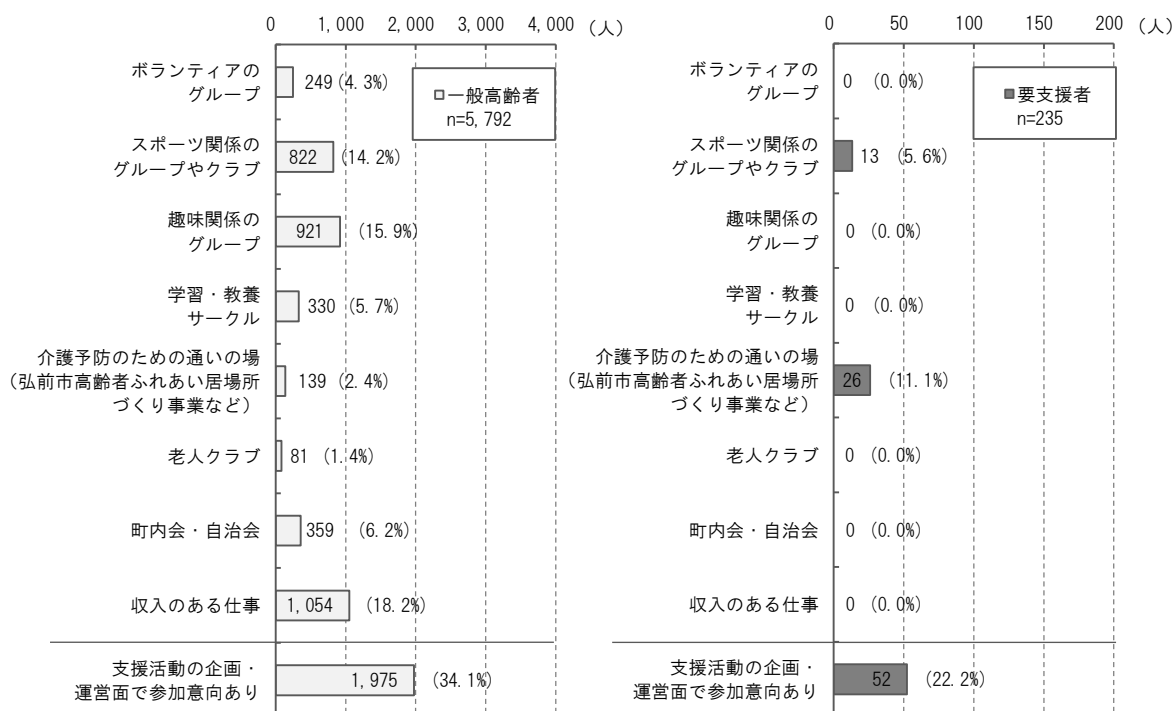 0 1,000 2,000 3,000 4,000 (人)
一般高齢者
n=5,792
ボランティアの
グループ
249 (4.3%)
スポーツ関係の
グループやクラブ
822 (14.2%)
趣味関係の
グループ
921 (15.9%)
学習・教養
サークル
330 (5.7%)
介護予防のための通いの場
(弘前市高齢者ふれあい居場所
づくり事業など)
139 (2.4%)
老人クラブ
81 (1.4%)
町内会・自治会
359 (6.2%)
収入のある仕事
1,054 (18.2%)
支援活動の企画・
運営面で参加意向あり
1,975 (34.1%)
0 50 100 150 200 (人)
要支援者
n=235
ボランティアの
グループ
0 (0.0%)
スポーツ関係の
グループやクラブ
13 (5.6%)
趣味関係の
グループ
0 (0.0%)
学習・教養
サークル
0 (0.0%)
介護予防のための通いの場
(弘前市高齢者ふれあい居場所
づくり事業など)
26 (11.1%)
老人クラブ
0 (0.0%)
町内会・自治会
0 (0.0%)
収入のある仕事
0 (0.0%)
支援活動の企画・
運営面で参加意向あり
52 (22.2%)